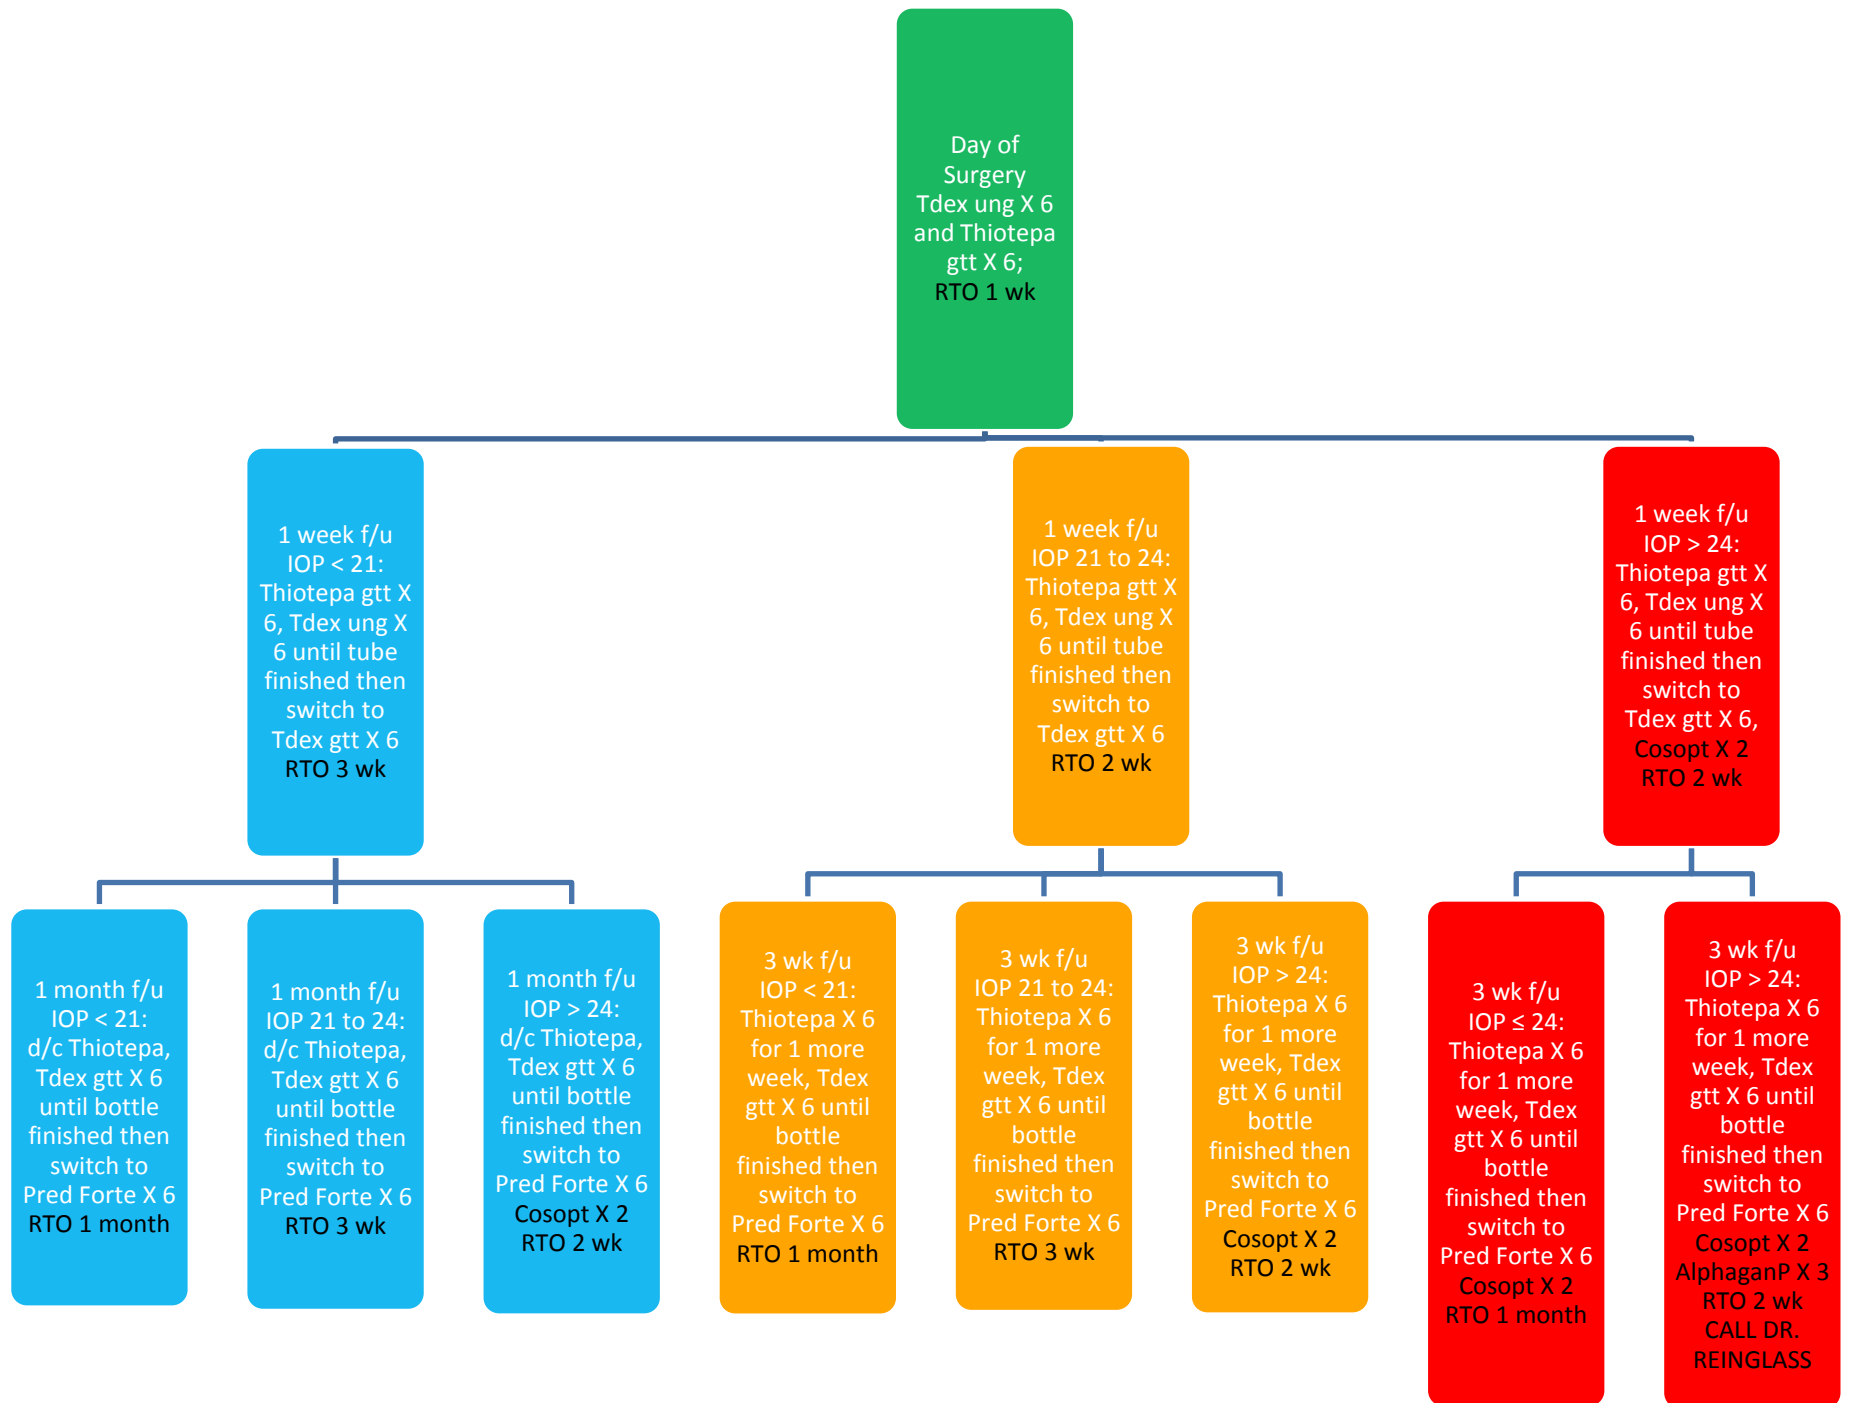 Day of
Surgery
Tdex ung X 6
and Thiotepa
gtt X 6;
RTO 1 wk
1 week f/u
IOP < 21:
Thiotepa gtt X
6, Tdex ung X
6 until tube
finished then
switch to
Tdex gtt X 6
RTO 3 wk
1 week f/u
IOP 21 to 24:
Thiotepa gtt X
6, Tdex ung X
6 until tube
finished then
switch to
Tdex gtt X 6
RTO 2 wk
1 week f/u
IOP > 24:
Thiotepa gtt X
6, Tdex ung X
6 until tube
finished then
switch to
Tdex gtt X 6,
Cosopt X 2
RTO 2 wk
1 month f/u
IOP < 21:
d/c Thiotepa,
Tdex gtt X 6
until bottle
finished then
switch to
Pred Forte X 6
RTO 1 month
1 month f/u
IOP 21 to 24:
d/c Thiotepa,
Tdex gtt X 6
until bottle
finished then
switch to
Pred Forte X 6
RTO 3 wk
1 month f/u
IOP > 24:
d/c Thiotepa,
Tdex gtt X 6
until bottle
finished then
switch to
Pred Forte X 6
Cosopt X 2
RTO 2 wk
3 wk f/u
IOP < 21:
Thiotepa X 6
for 1 more
week, Tdex
gtt X 6 until
bottle
finished then
switch to
Pred Forte X 6
RTO 1 month
3 wk f/u
IOP 21 to 24:
Thiotepa X 6
for 1 more
week, Tdex
gtt X 6 until
bottle
finished then
switch to
Pred Forte X 6
RTO 3 wk
3 wk f/u
IOP > 24:
Thiotepa X 6
for 1 more
week, Tdex
gtt X 6 until
bottle
finished then
switch to
Pred Forte X 6
Cosopt X 2
RTO 2 wk
3 wk f/u
IOP ≤ 24:
Thiotepa X 6
for 1 more
week, Tdex
gtt X 6 until
bottle
finished then
switch to
Pred Forte X 6
Cosopt X 2
RTO 1 month
3 wk f/u
IOP > 24:
Thiotepa X 6
for 1 more
week, Tdex
gtt X 6 until
bottle
finished then
switch to
Pred Forte X 6
Cosopt X 2
AlphaganP X 3
RTO 2 wk
CALL DR.
REINGLASS